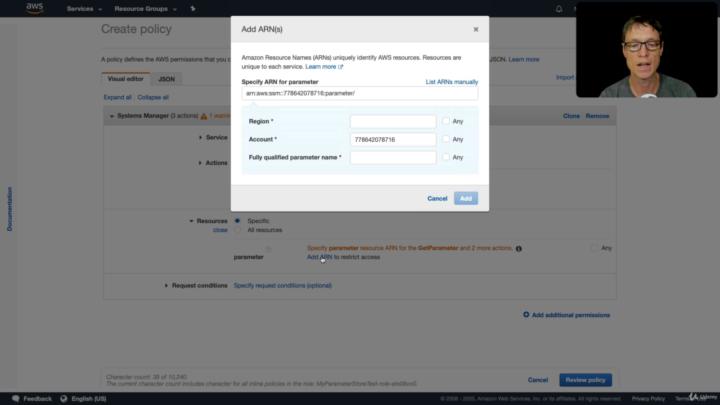 aws
Services
Resource Groups
Create policy
A policy defines the AWS permissions that you c
JSON. Learn more
Visual editor
JSON
Import
Expand all
Collapse all
Systems Manager (3 actions)
1 warni
Clone
Remove
Service
Actions
Resources
Specific
close
All resources
parameter
Specify parameter resource ARN for the GetParameter and 2 more actions.
Any
Add ARN to restrict access
Request conditions
Specify request conditions (optional)
Add additional permissions
Documentation
Add ARN(s)
Amazon Resource Names (ARNs) uniquely identify AWS resources. Resources are
unique to each service. Learn more
Specify ARN for parameter
List ARNs manually
arn:aws:ssm::778642078716:parameter/
Region *
Any
Account *
778642078716
Any
Fully qualified parameter name *
Any
Cancel
Add
Character count: 39 of 10,240.
The current character count includes character for all inline policies in the role:
Cancel
Review policy
Feedback
English (US)
© 2008 - 2020, Amazon Web Services, Inc. or its affiliates. All rights reserved.
Privacy Policy
Udemy